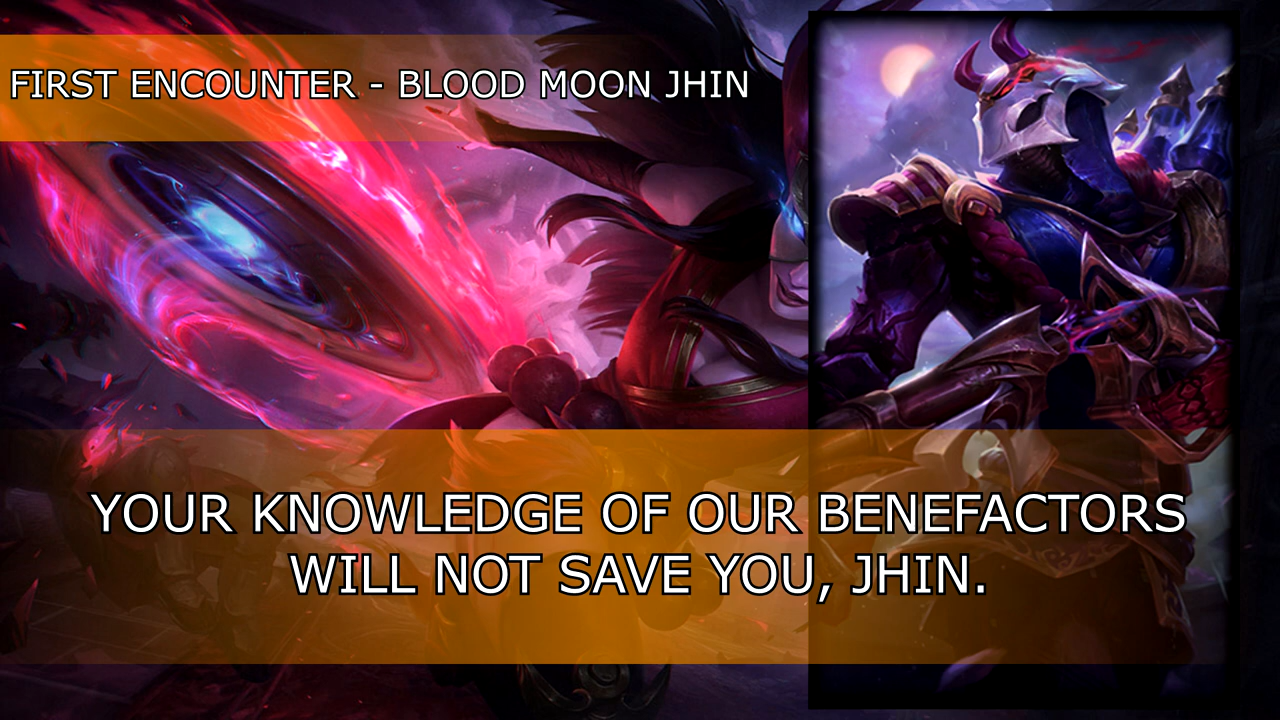 FIRST ENCOUNTER - BLOOD MOON JHIN
YOUR KNOWLEDGE OF OUR BENEFACTORS
WILL NOT SAVE YOU, JHIN.